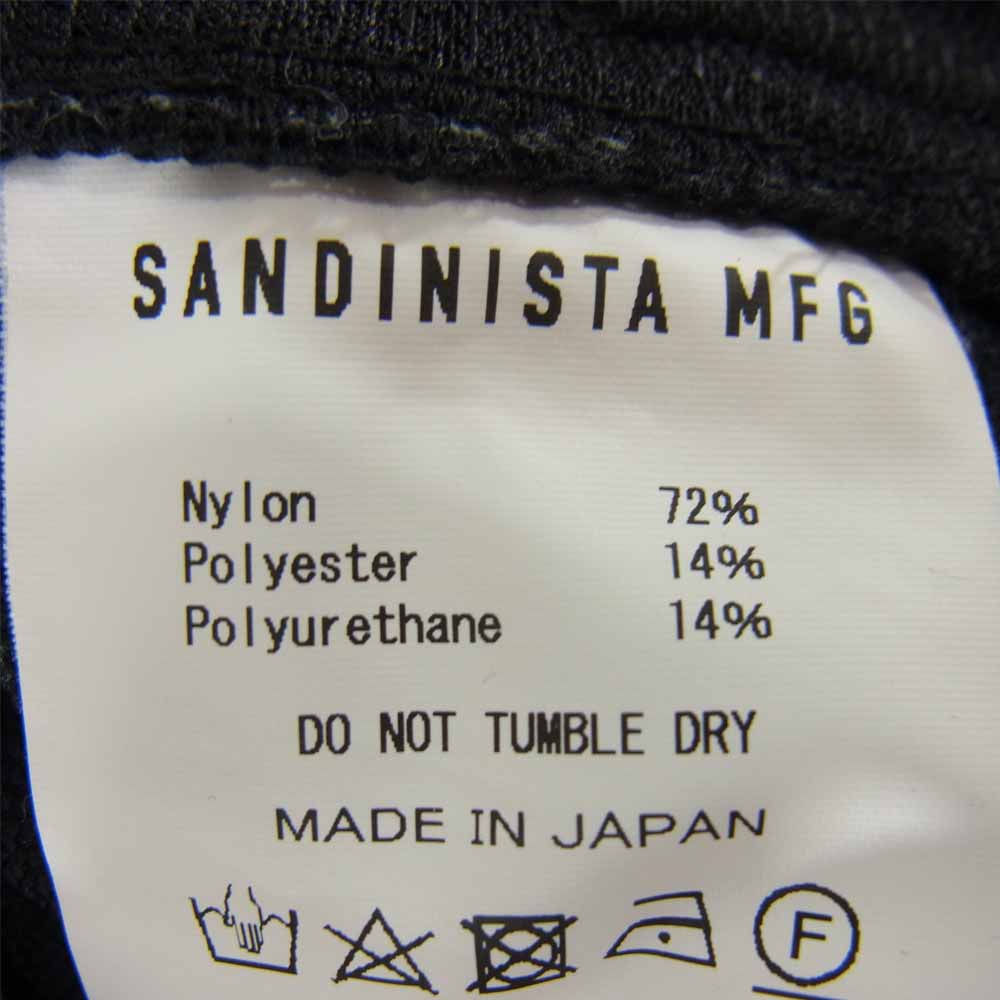 SANDINISTA MFG
Nylon 72%
Polyester 14%
Polyurethane 14%
DO NOT TUMBLE DRY
MADE IN JAPAN
F